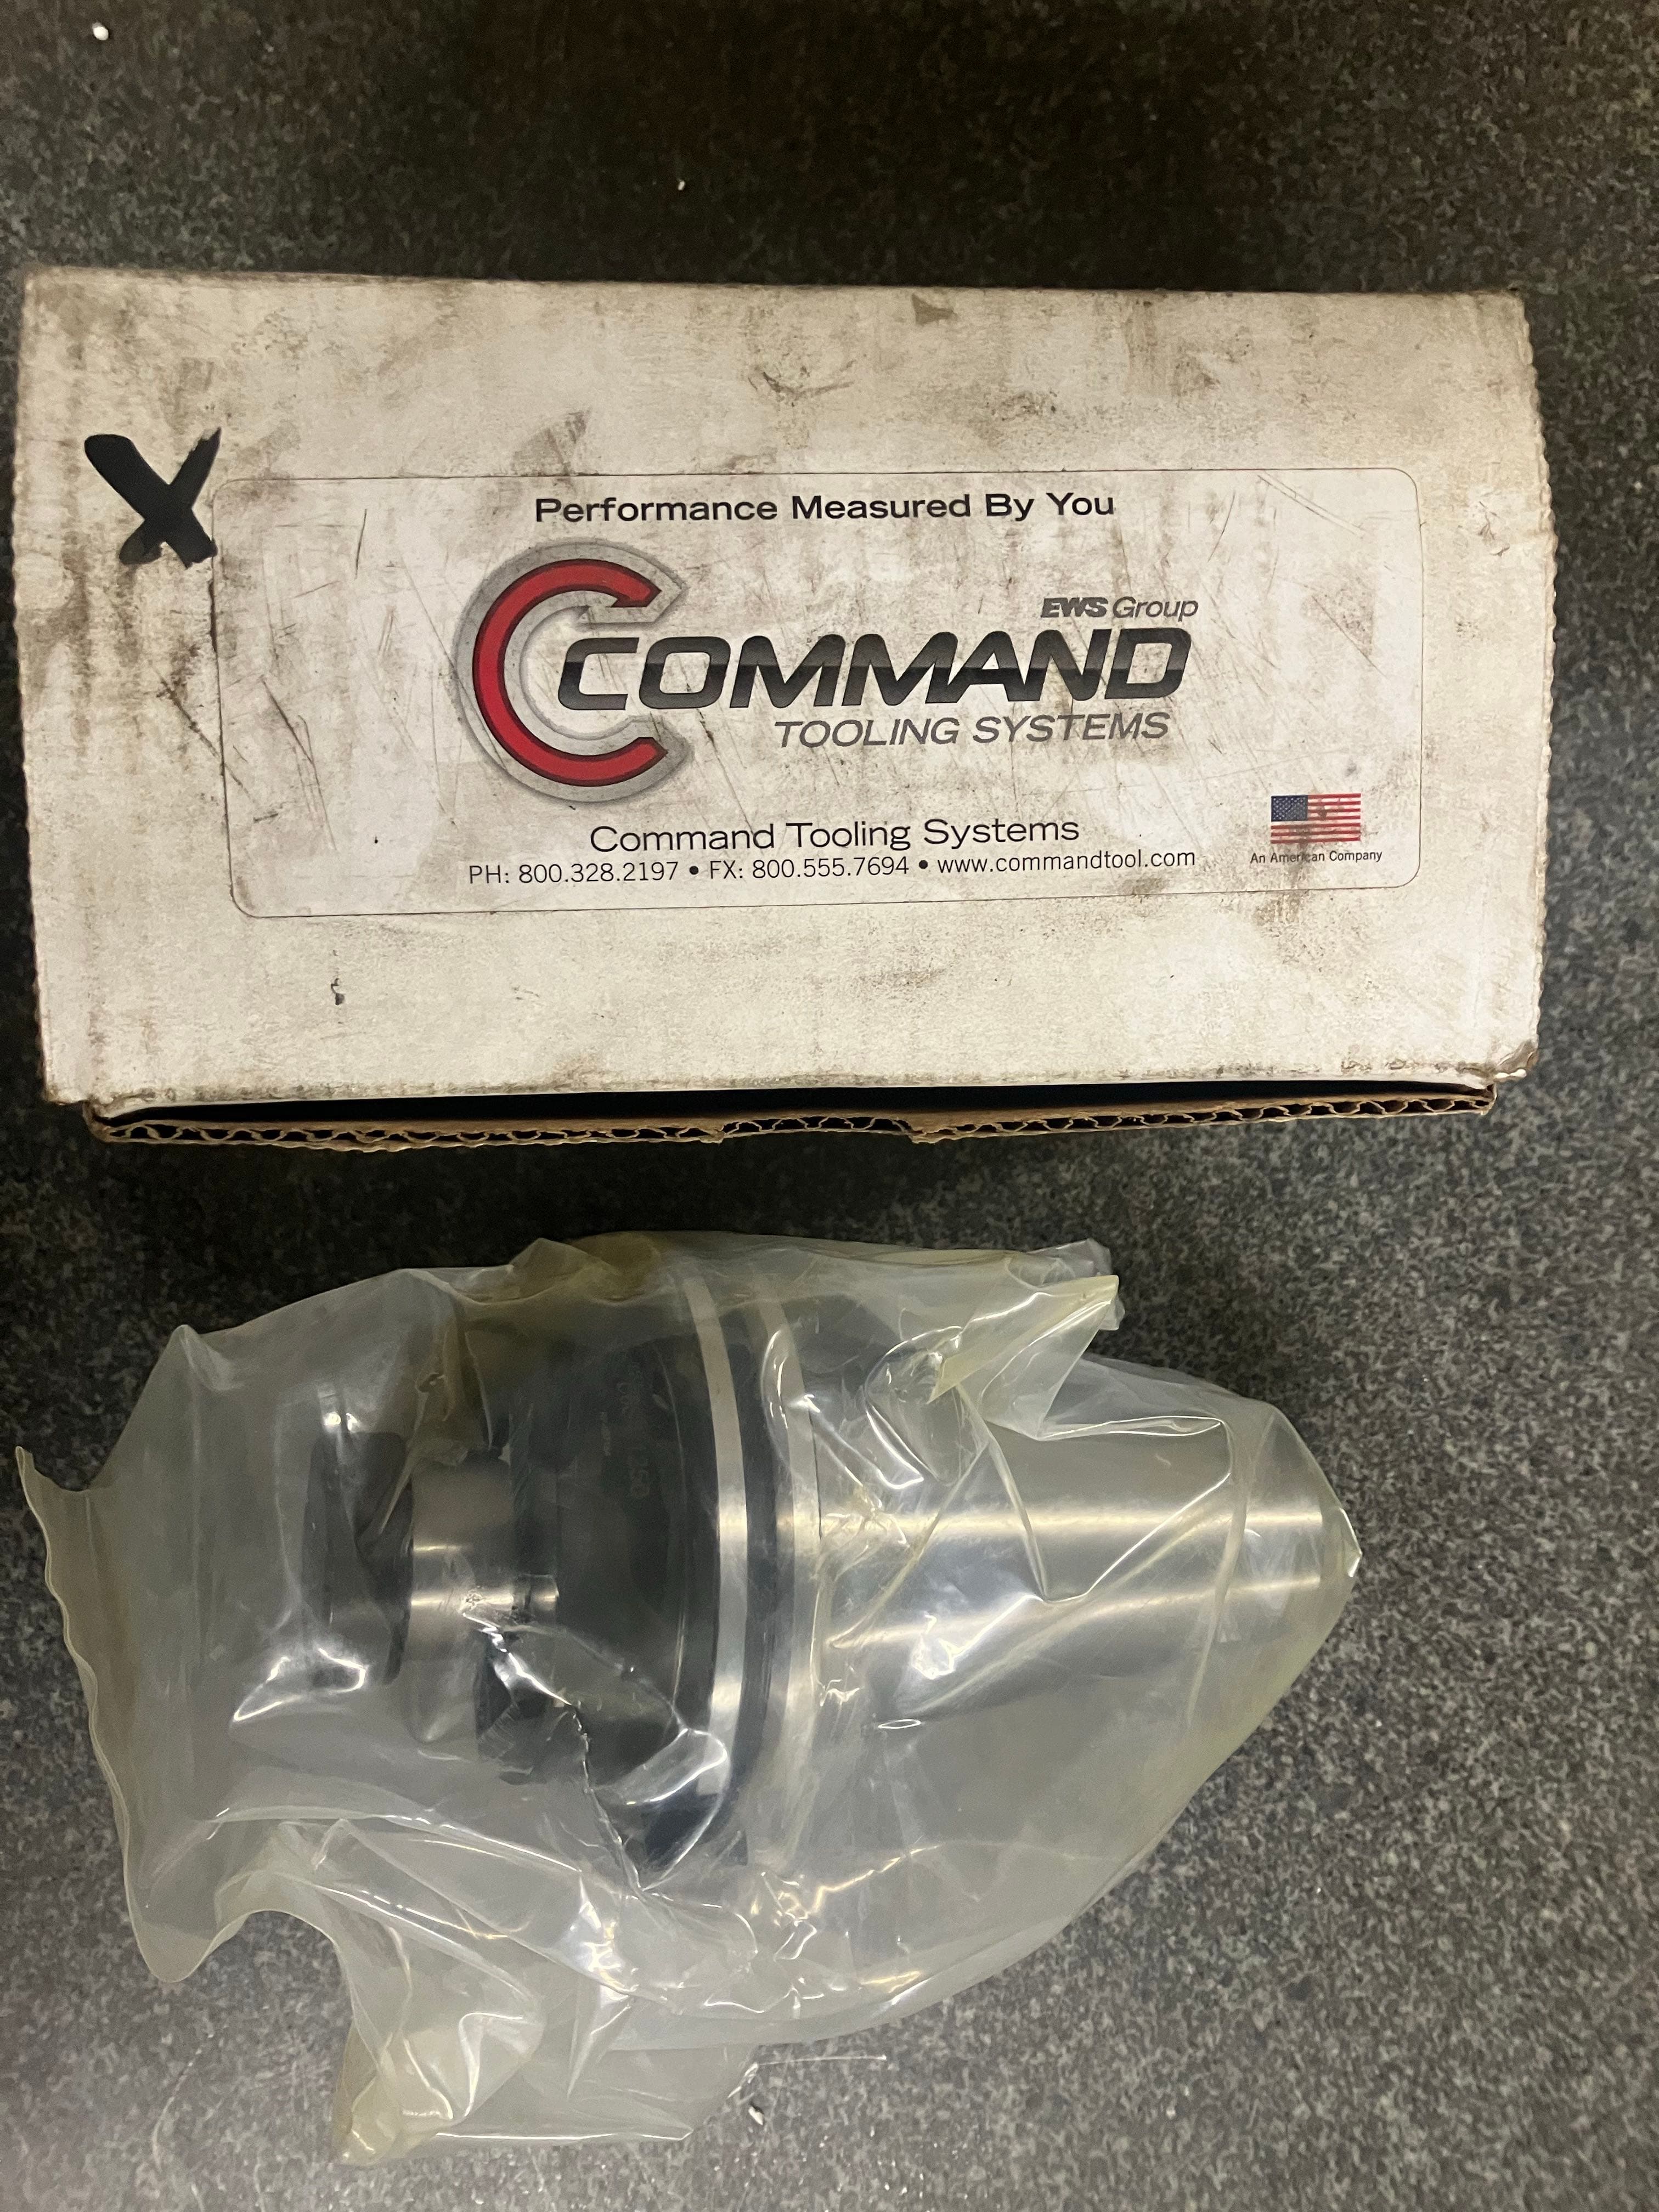 X
Performance Measured By You
EWS Group
COMMAND
TOOLING SYSTEMS
Command Tooling Systems
PH: 800.328.2197 • FX: 800.555.7694 • www.commandtool.com
An American Company